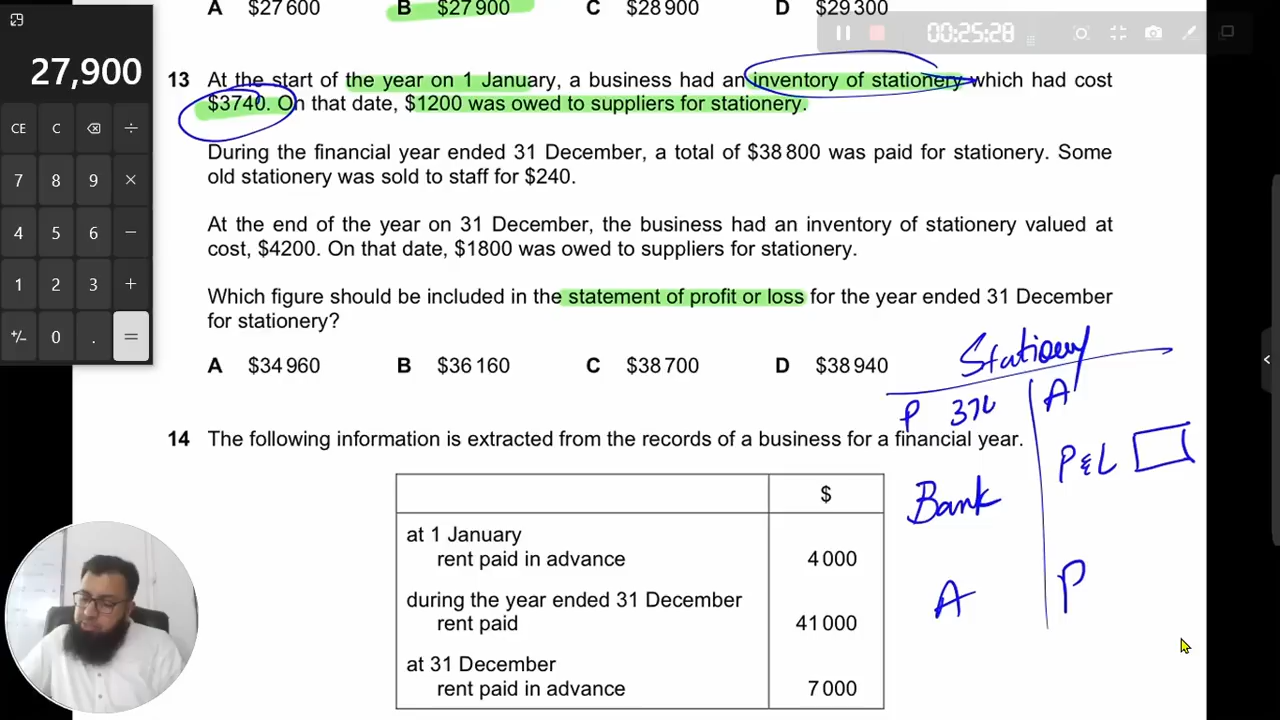 A $27 600 B $27 900 C $28 900 D $29 300
00:25:28
27,900
CE C ÷
7 8 9 ×
4 5 6 −
1 2 3 +
+/− 0 . =
13 At the start of the year on 1 January, a business had an inventory of stationery which had cost
$3740. On that date, $1200 was owed to suppliers for stationery.
During the financial year ended 31 December, a total of $38 800 was paid for stationery. Some
old stationery was sold to staff for $240.
At the end of the year on 31 December, the business had an inventory of stationery valued at
cost, $4200. On that date, $1800 was owed to suppliers for stationery.
Which figure should be included in the statement of profit or loss for the year ended 31 December
for stationery?
A $34 960 B $36 160 C $38 700 D $38 940
P A
P&L
Bank
A P
14 The following information is extracted from the records of a business for a financial year.
$
at 1 January
rent paid in advance 4 000
during the year ended 31 December
rent paid 41 000
at 31 December
rent paid in advance 7 000